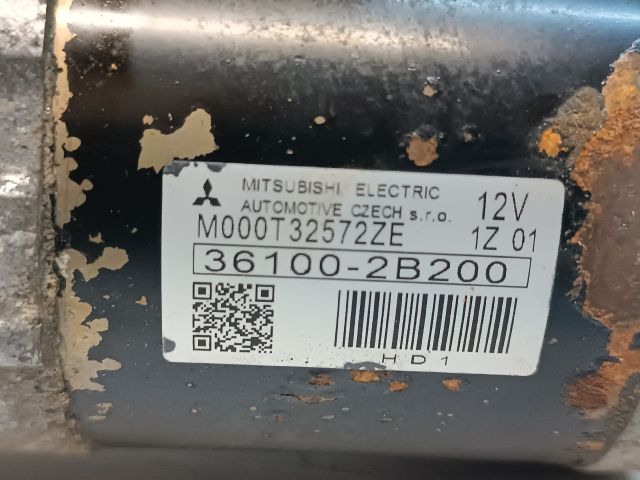 MITSUBISHI ELECTRIC
AUTOMOTIVE CZECH s.r.o. 12V
M000T32572ZE 1Z 01
36100-2B200
HD1